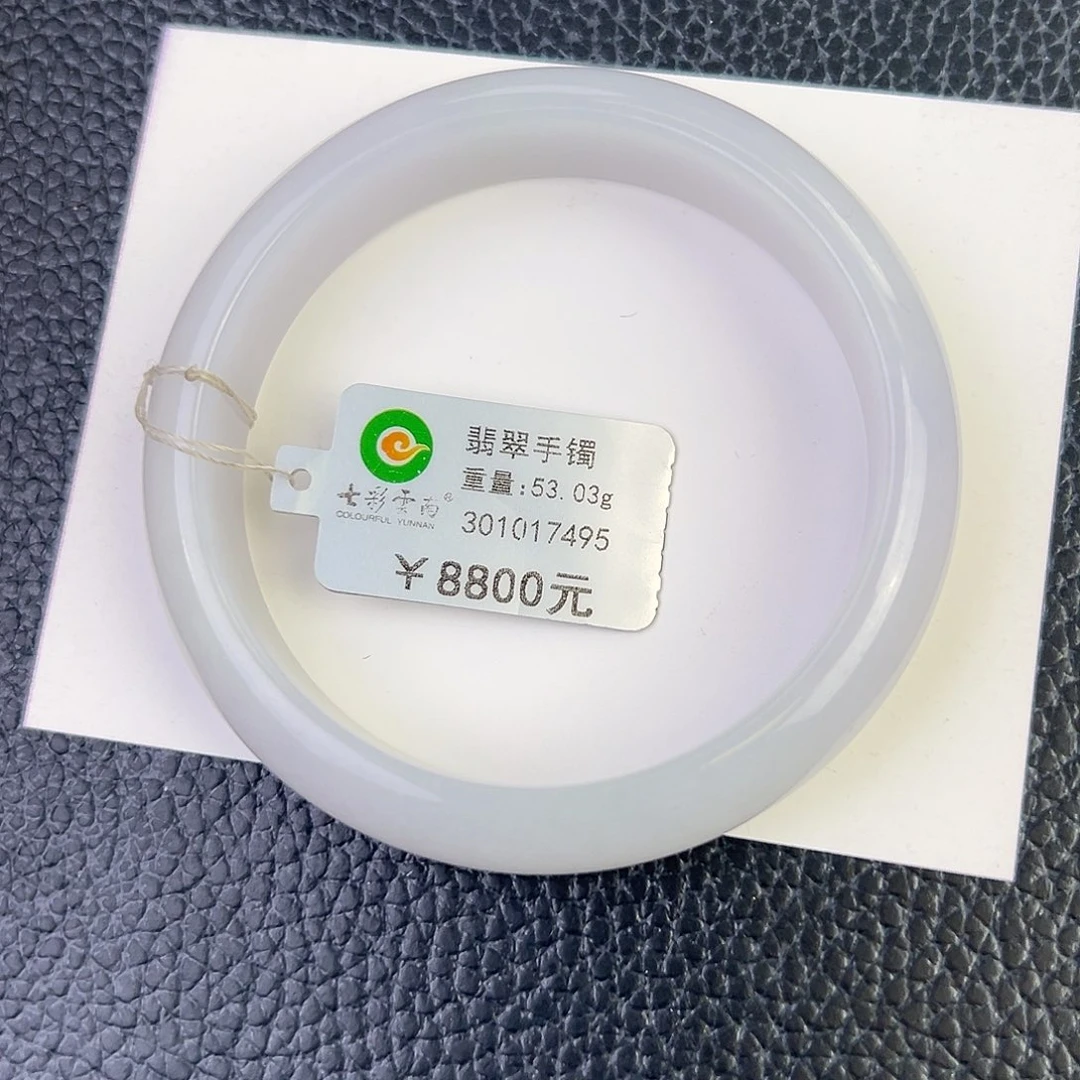 翡翠手镯
重量:53.03g
七彩雲南®
COLOURFUL YUNNAN
301017495
¥8800元